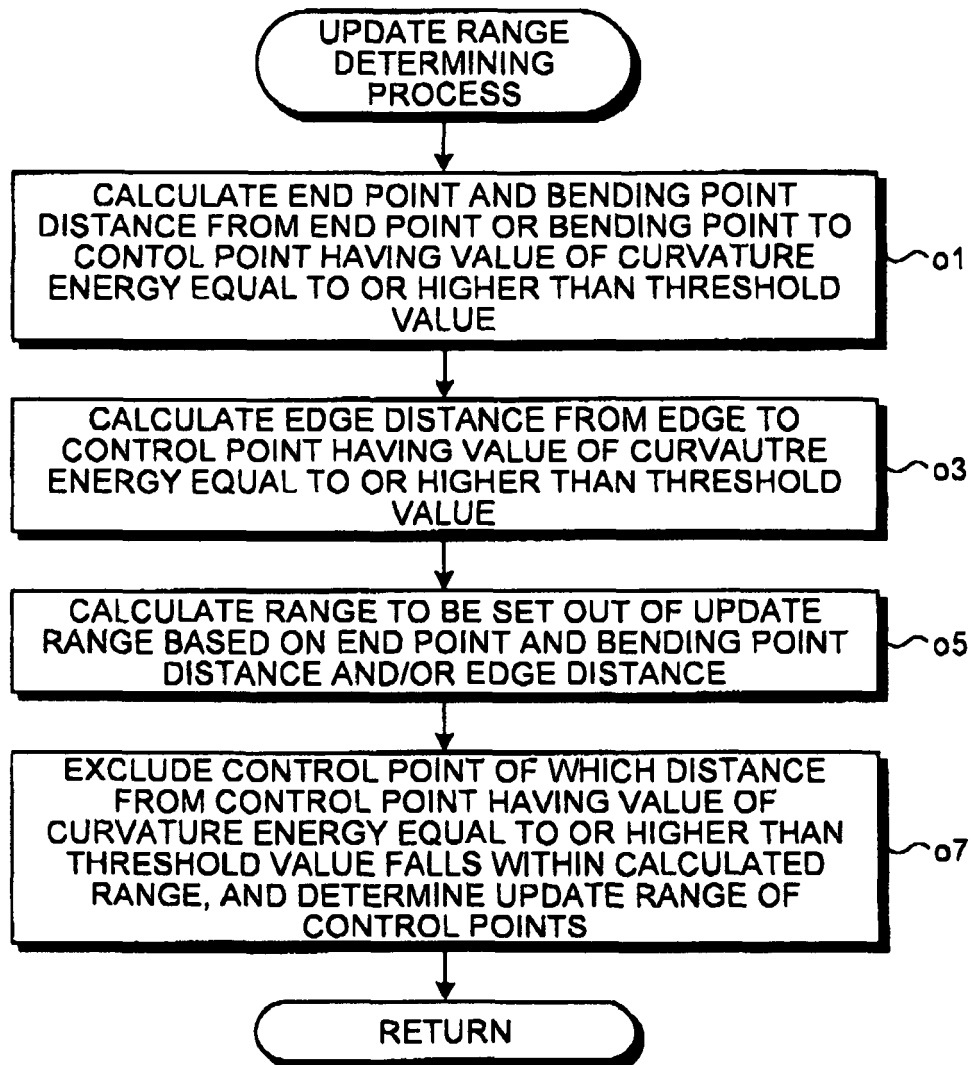 UPDATE RANGE
DETERMINING
PROCESS
CALCULATE END POINT AND BENDING POINT
DISTANCE FROM END POINT OR BENDING POINT TO
CONTOL POINT HAVING VALUE OF CURVATURE
ENERGY EQUAL TO OR HIGHER THAN THRESHOLD
VALUE
o1
CALCULATE EDGE DISTANCE FROM EDGE TO
CONTROL POINT HAVING VALUE OF CURVAUTRE
ENERGY EQUAL TO OR HIGHER THAN THRESHOLD
VALUE
o3
CALCULATE RANGE TO BE SET OUT OF UPDATE
RANGE BASED ON END POINT AND BENDING POINT
DISTANCE AND/OR EDGE DISTANCE
o5
EXCLUDE CONTROL POINT OF WHICH DISTANCE
FROM CONTROL POINT HAVING VALUE OF
CURVATURE ENERGY EQUAL TO OR HIGHER THAN
THRESHOLD VALUE FALLS WITHIN CALCULATED
RANGE, AND DETERMINE UPDATE RANGE OF
CONTROL POINTS
o7
RETURN